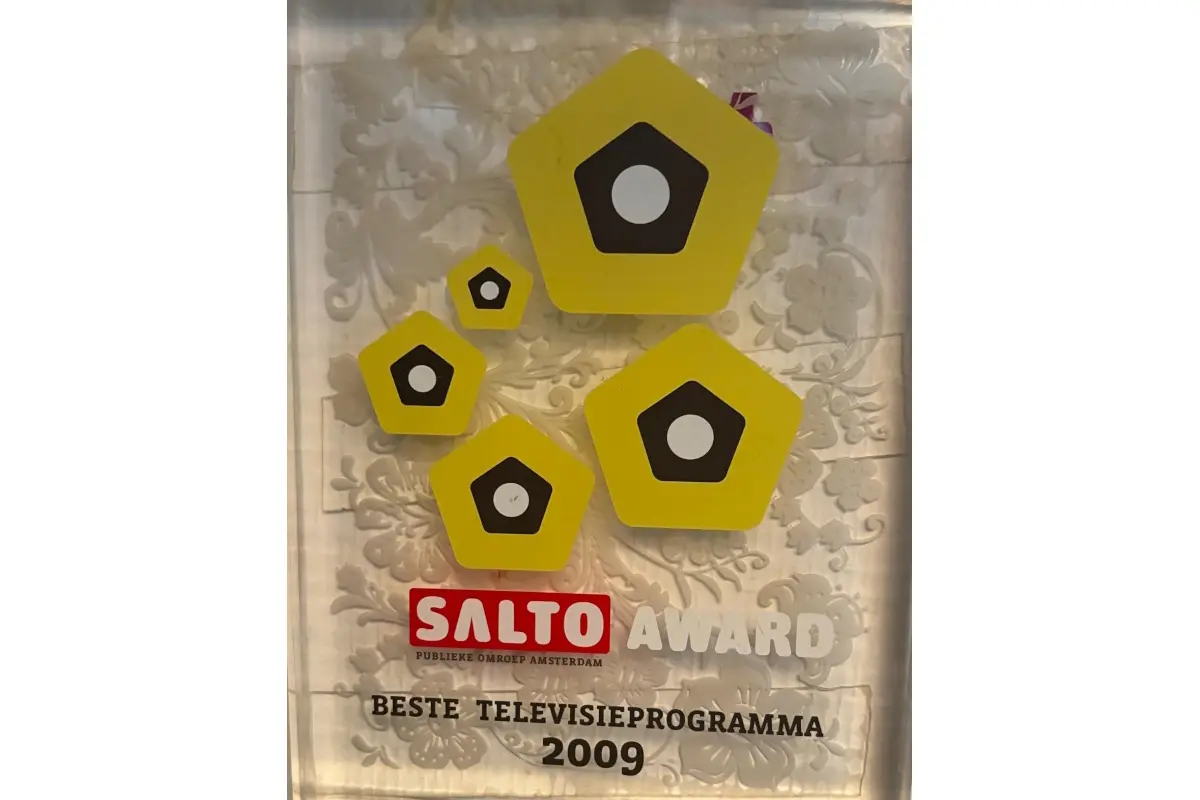 SALTO AWARD
PUBLIEKE OMROEP AMSTERDAM
BESTE TELEVISIEPROGRAMMA
2009